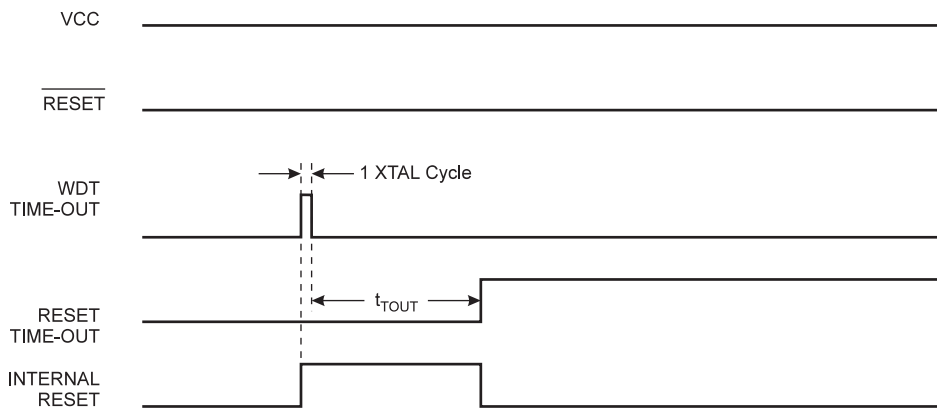 VCC
RESET
1 XTAL Cycle
WDT
TIME-OUT
tTOUT
RESET
TIME-OUT
INTERNAL
RESET